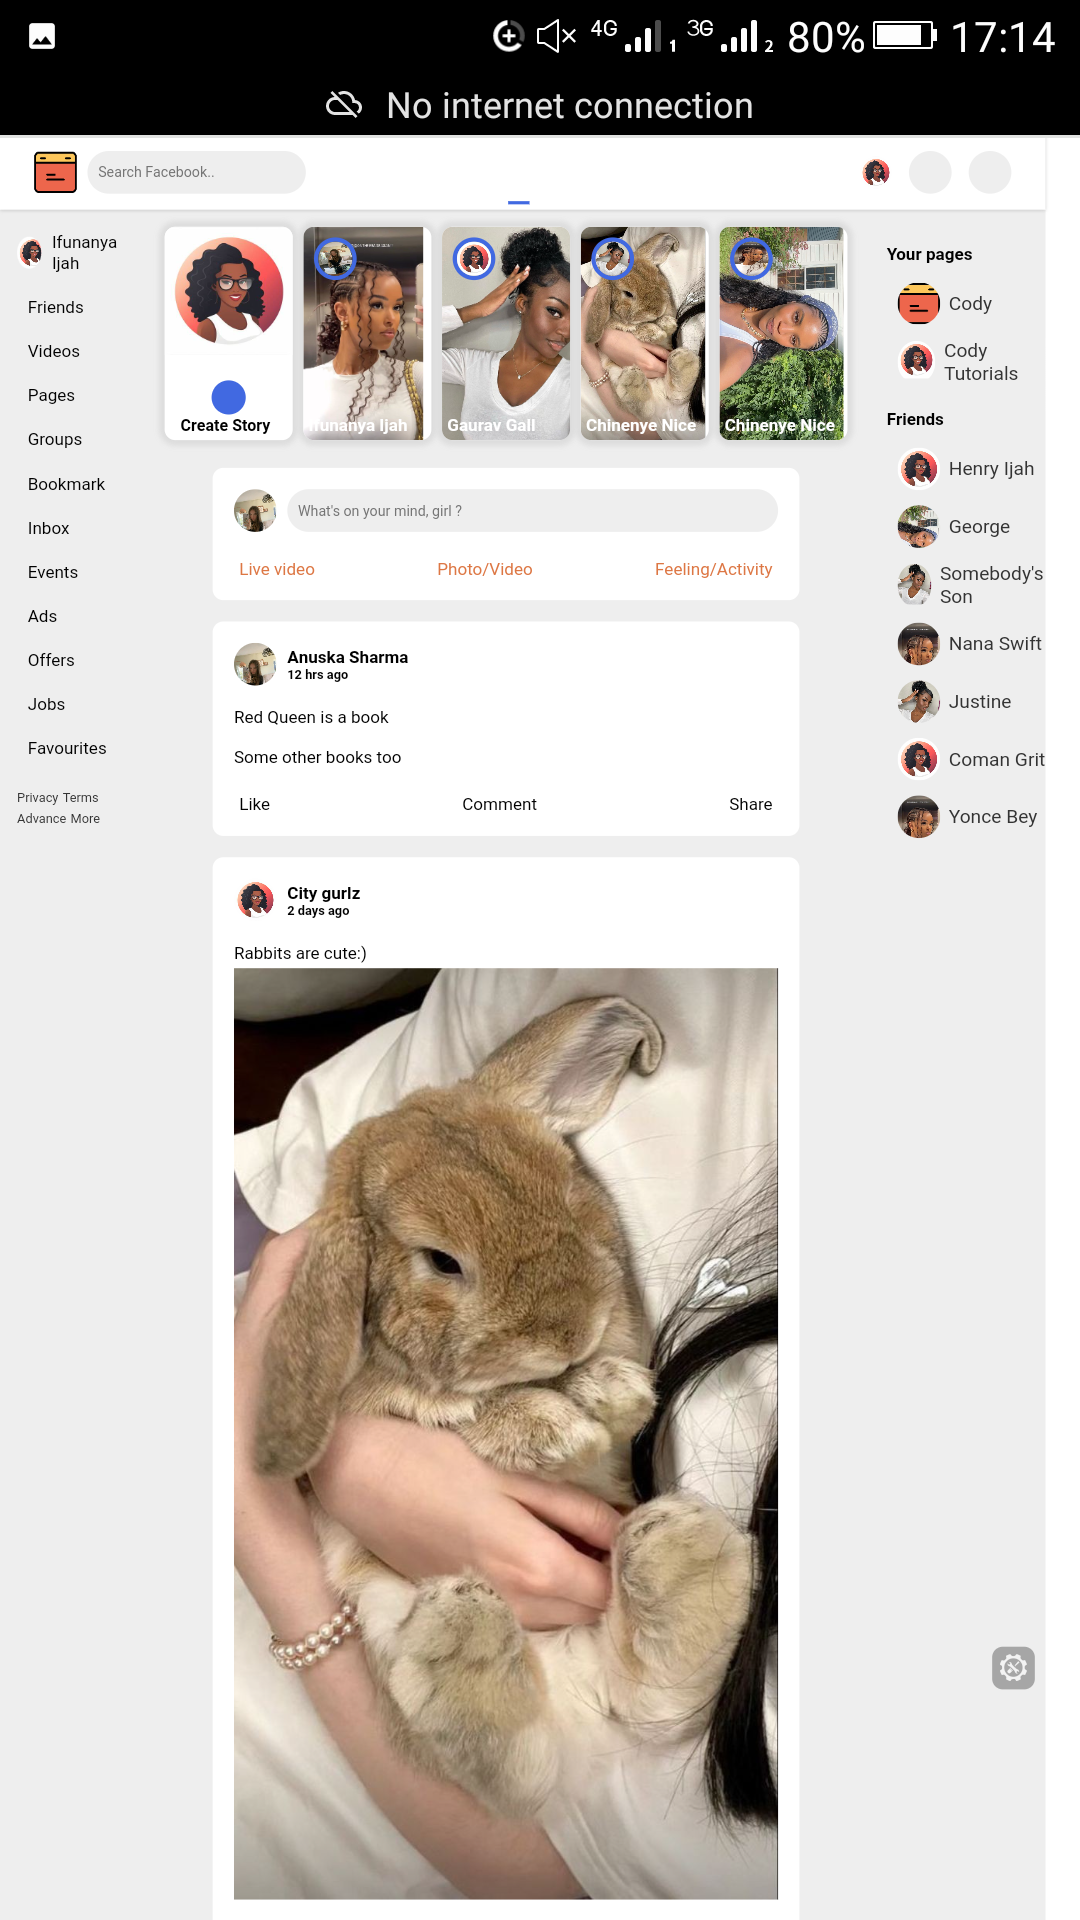 4G 1 3G 2 80% 17:14
No internet connection
Search Facebook..
Ifunanya
Ijah
Friends
Videos
Pages
Groups
Bookmark
Inbox
Events
Ads
Offers
Jobs
Favourites
Privacy Terms
Advance More
Create Story
Ifunanya Ijah
Gaurav Gall
Chinenye Nice
Chinenye Nice
What's on your mind, girl ?
Live video
Photo/Video
Feeling/Activity
Anuska Sharma
12 hrs ago
Red Queen is a book
Some other books too
Like
Comment
Share
City gurlz
2 days ago
Rabbits are cute:)
Your pages
Cody
Cody
Tutorials
Friends
Henry Ijah
George
Somebody's
Son
Nana Swift
Justine
Coman Grit
Yonce Bey